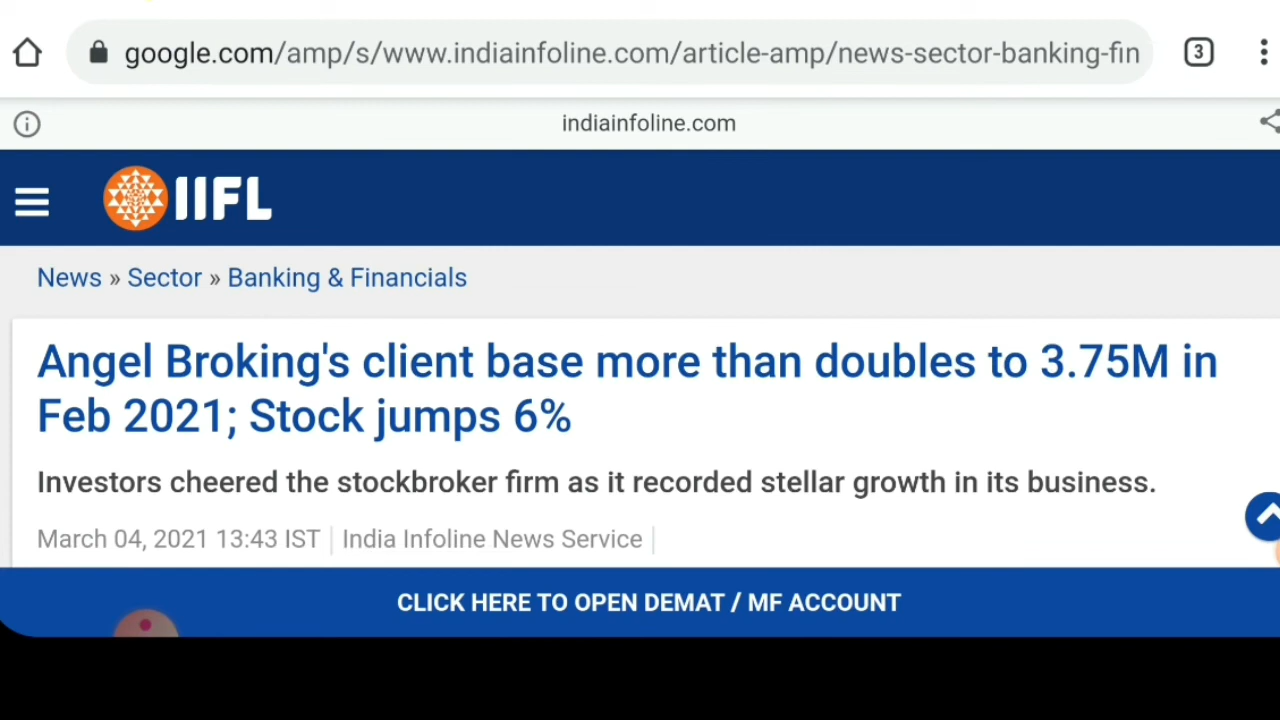 google.com/amp/s/www.indiainfoline.com/article-amp/news-sector-banking-fin
3
indiainfoline.com
IIFL
News » Sector » Banking & Financials
Angel Broking's client base more than doubles to 3.75M in
Feb 2021; Stock jumps 6%
Investors cheered the stockbroker firm as it recorded stellar growth in its business.
March 04, 2021 13:43 IST | India Infoline News Service |
CLICK HERE TO OPEN DEMAT / MF ACCOUNT